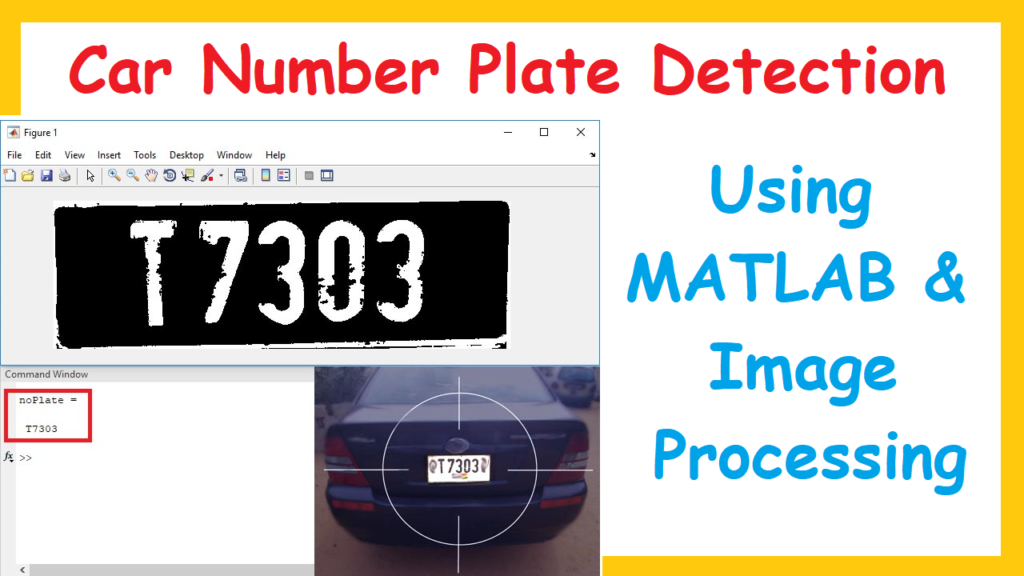 Car Number Plate Detection
Figure 1
File Edit View Insert Tools Desktop Window Help
T7303
Using
MATLAB &
Image
Processing
Command Window
noPlate =
T7303
fx >>
T7303